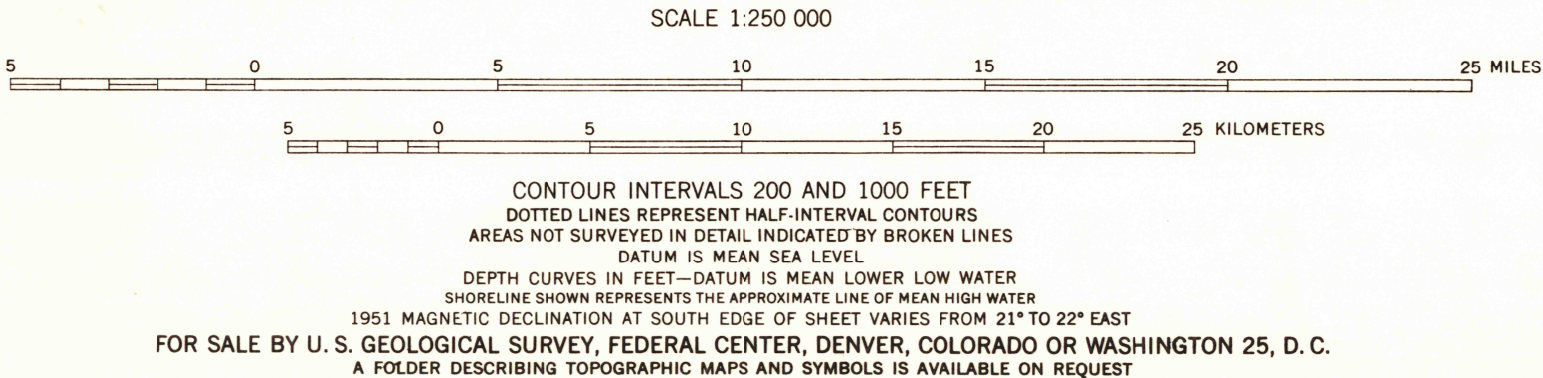 SCALE 1:250 000
5 0 5 10 15 20 25 MILES
5 0 5 10 15 20 25 KILOMETERS
CONTOUR INTERVALS 200 AND 1000 FEET
DOTTED LINES REPRESENT HALF-INTERVAL CONTOURS
AREAS NOT SURVEYED IN DETAIL INDICATED BY BROKEN LINES
DATUM IS MEAN SEA LEVEL
DEPTH CURVES IN FEET—DATUM IS MEAN LOWER LOW WATER
SHORELINE SHOWN REPRESENTS THE APPROXIMATE LINE OF MEAN HIGH WATER
1951 MAGNETIC DECLINATION AT SOUTH EDGE OF SHEET VARIES FROM 21° TO 22° EAST
FOR SALE BY U. S. GEOLOGICAL SURVEY, FEDERAL CENTER, DENVER, COLORADO OR WASHINGTON 25, D. C.
A FOLDER DESCRIBING TOPOGRAPHIC MAPS AND SYMBOLS IS AVAILABLE ON REQUEST